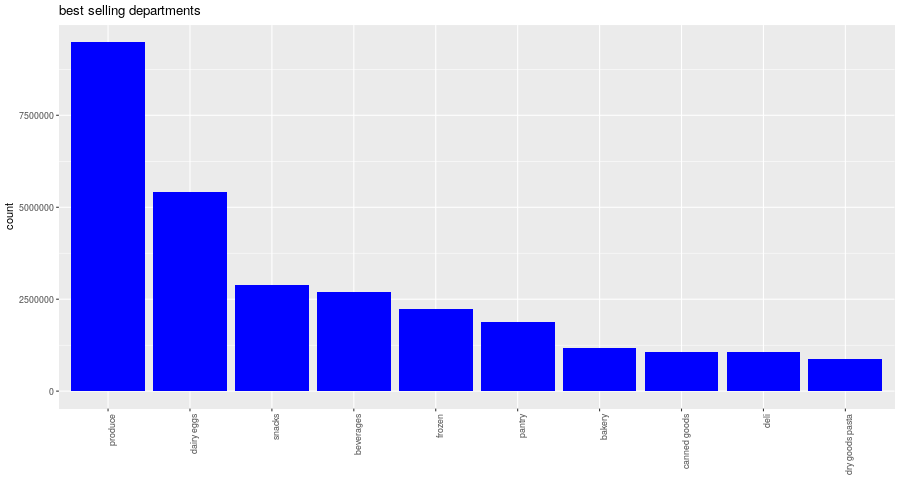 best selling departments
count
7500000
5000000
2500000
0
produce
dairy eggs
snacks
beverages
frozen
pantry
bakery
canned goods
deli
dry goods pasta